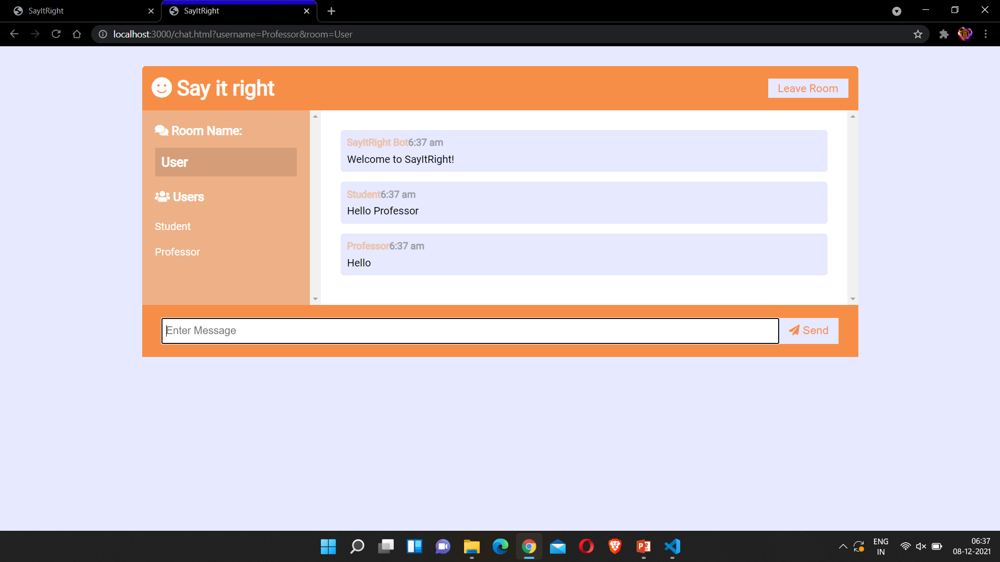 SayItRight
SayItRight
localhost:3000/chat.html?username=Professor&room=User
Say it right
Leave Room
Room Name:
User
Users
Student
Professor
SayItRight Bot6:37 am
Welcome to SayItRight!
Student6:37 am
Hello Professor
Professor6:37 am
Hello
Enter Message
Send
ENG
IN
06:37
08-12-2021